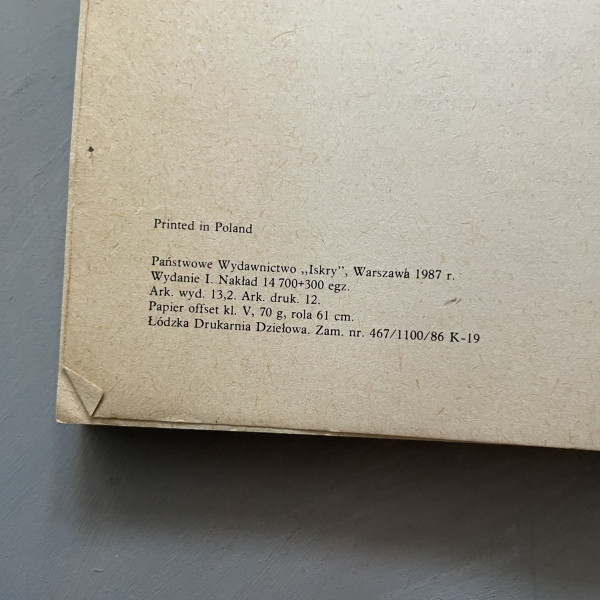 Printed in Poland
Państwowe Wydawnictwo ,,Iskry", Warszawa 1987 r.
Wydanie I. Nakład 14 700+300 egz.
Ark. wyd. 13,2. Ark. druk. 12.
Papier offset kl. V, 70 g, rola 61 cm.
Łódzka Drukarnia Dziełowa. Zam. nr. 467/1100/86 K-19